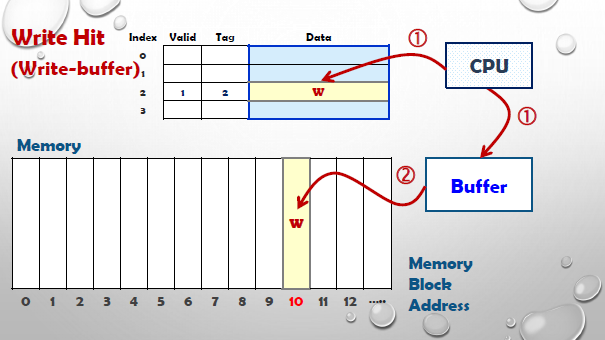 Write Hit
(Write-buffer)
Index Valid Tag Data
0
1
2 1 2 W
3
①
CPU
①
Memory
②
Buffer
W
0 1 2 3 4 5 6 7 8 9 10 11 12 .....
Memory
Block
Address